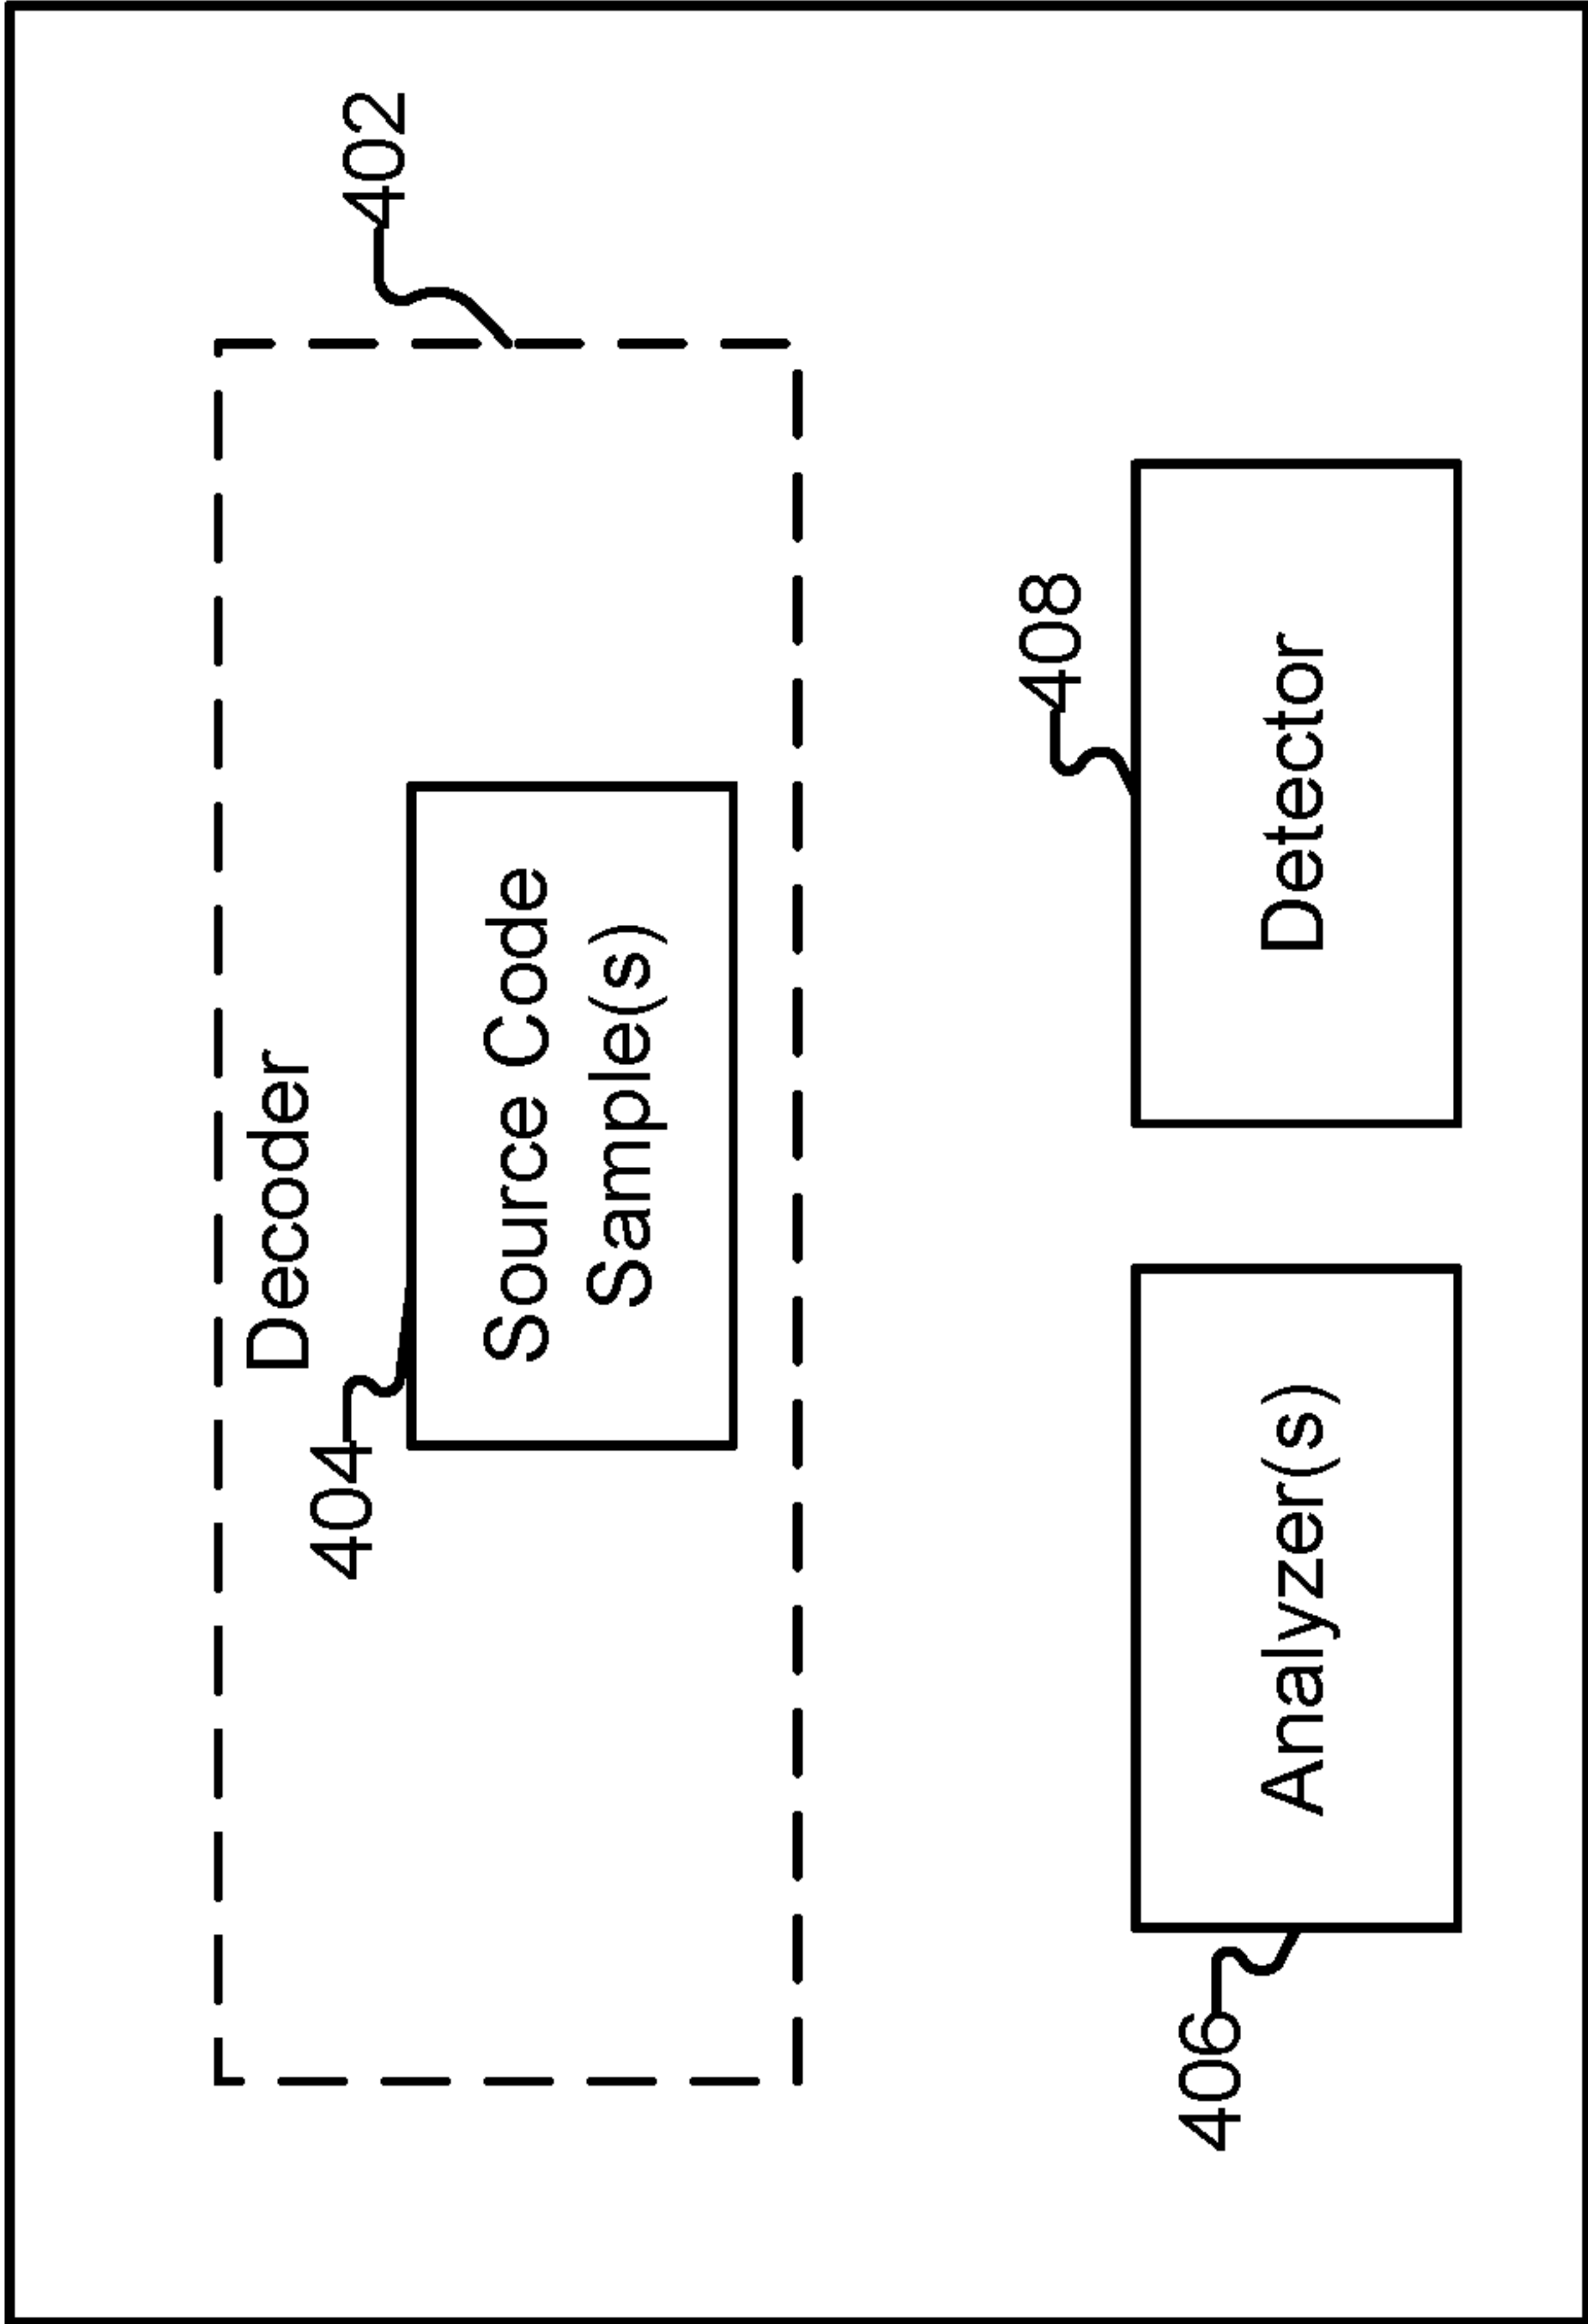 402
Decoder
404
Source Code
Sample(s)
408
406
Analyzer(s)
Detector